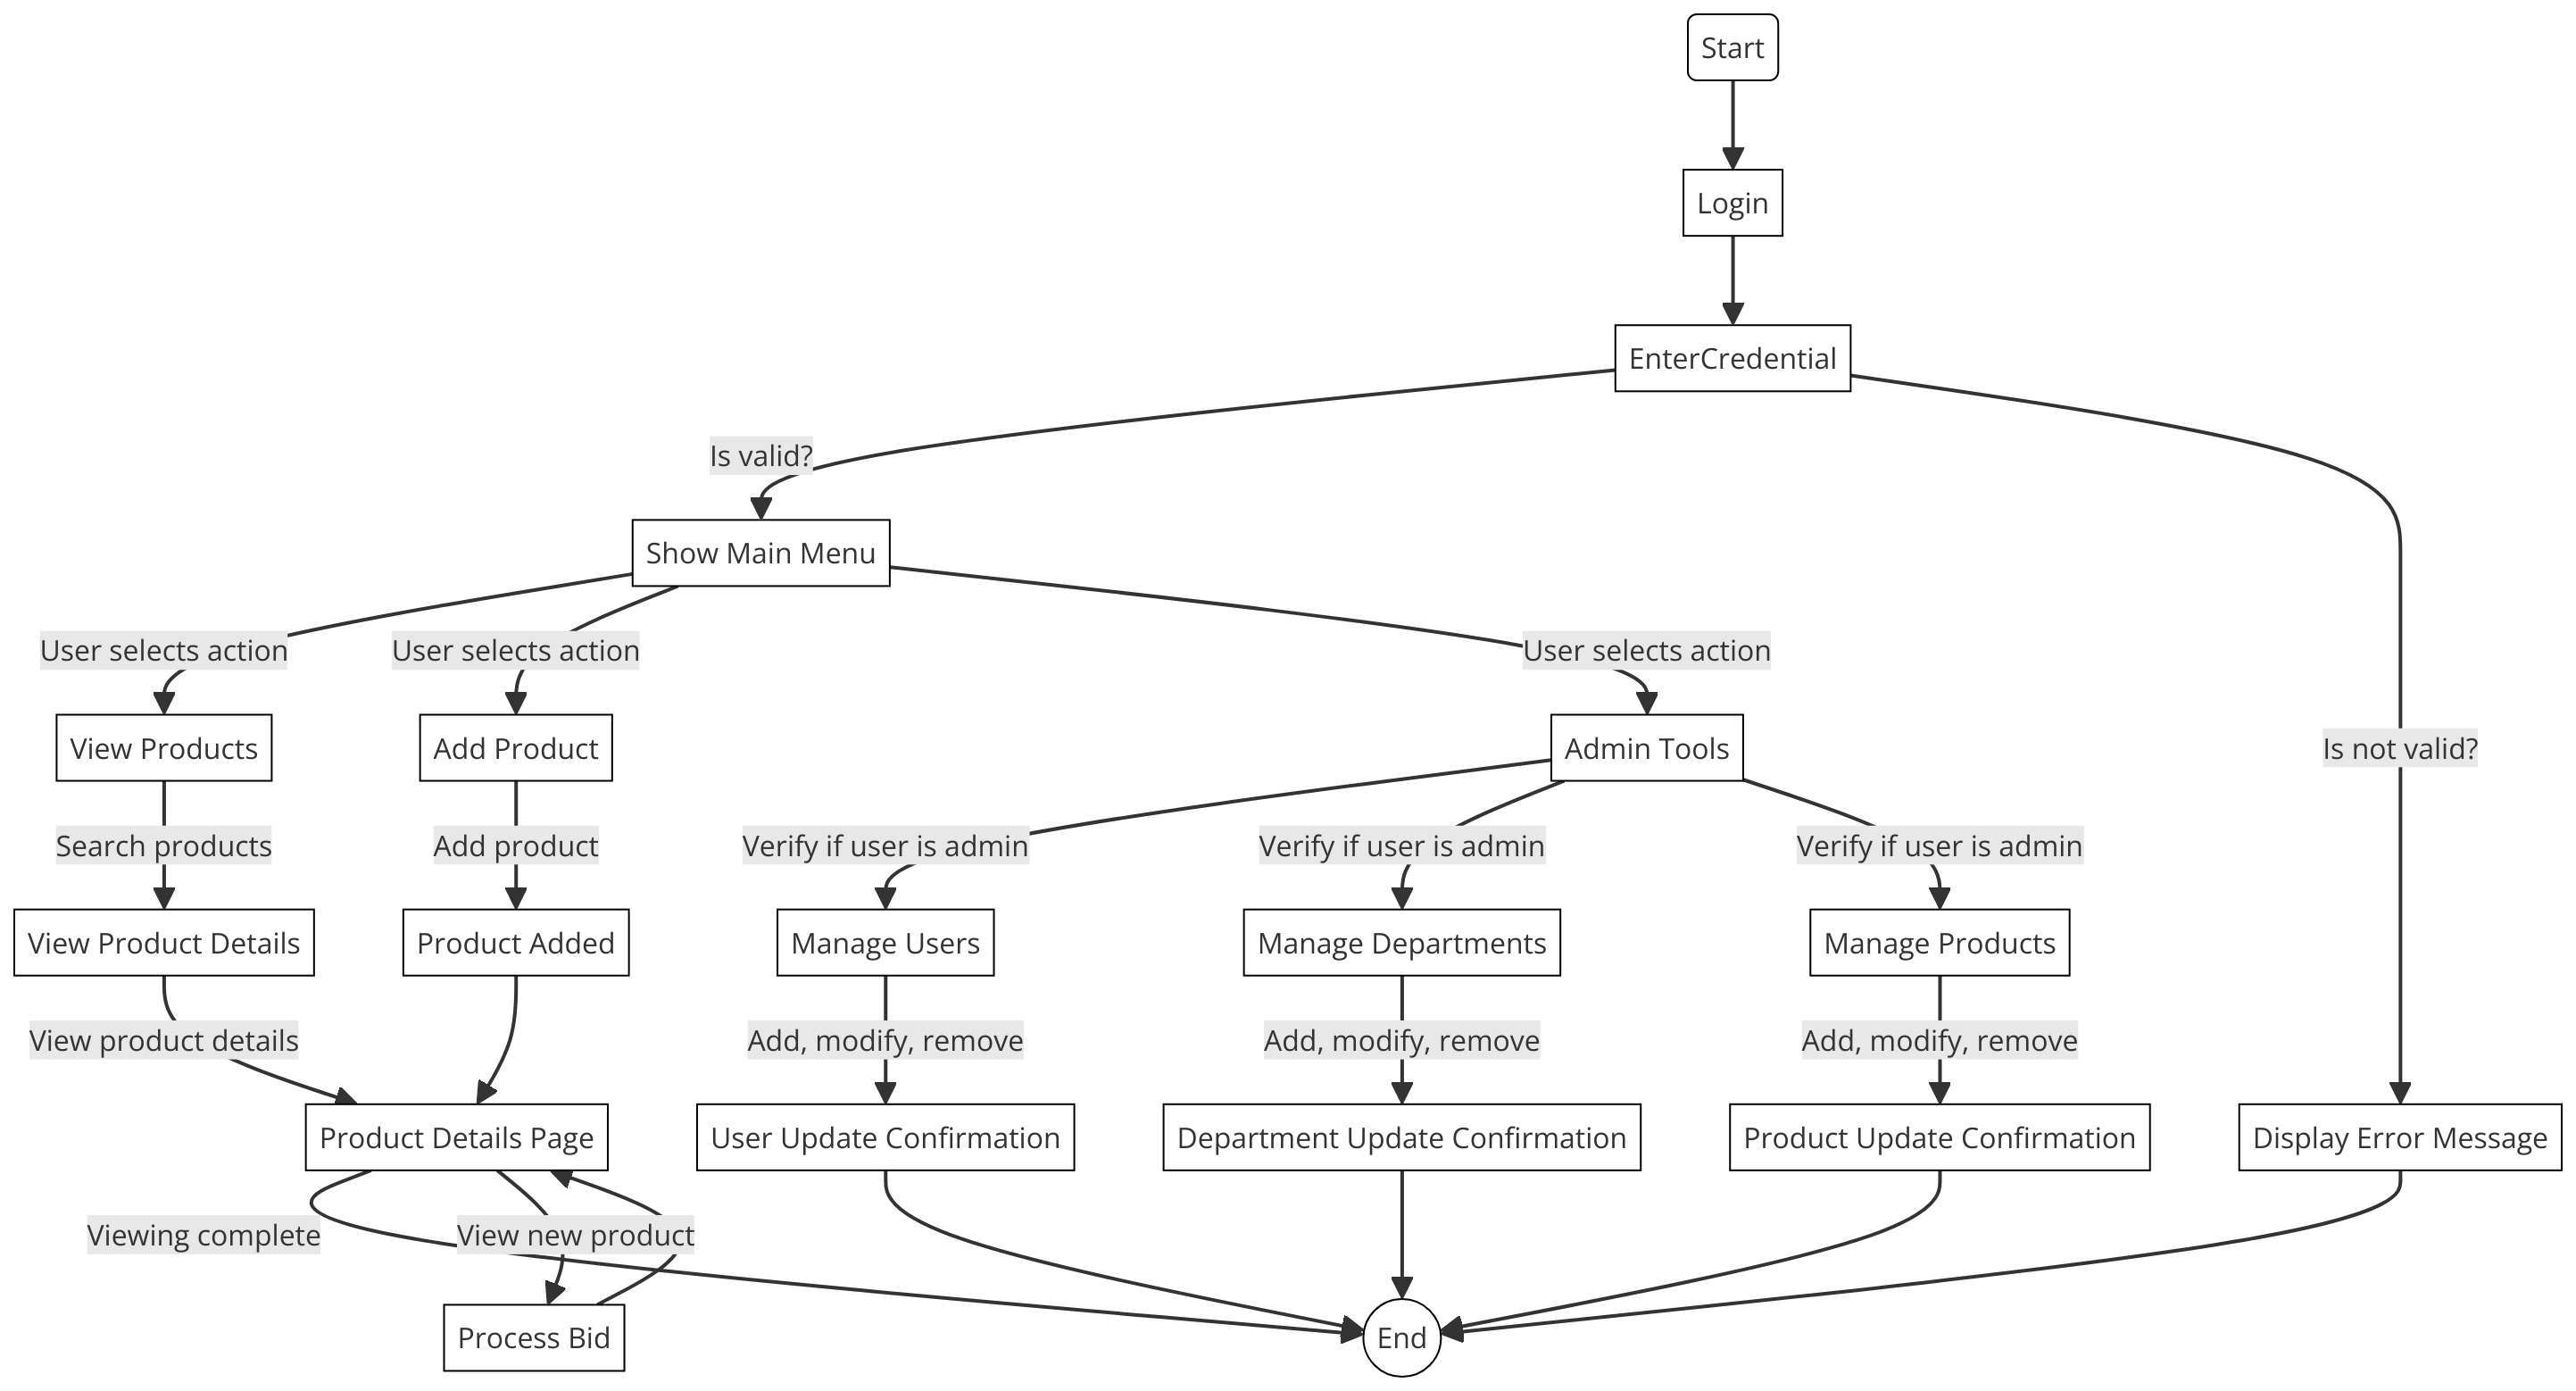 Start
Login
EnterCredential
Is valid?
Show Main Menu
User selects action
User selects action
User selects action
View Products
Add Product
Admin Tools
Is not valid?
Search products
Add product
Verify if user is admin
Verify if user is admin
Verify if user is admin
View Product Details
Product Added
Manage Users
Manage Departments
Manage Products
View product details
Add, modify, remove
Add, modify, remove
Add, modify, remove
Product Details Page
User Update Confirmation
Department Update Confirmation
Product Update Confirmation
Display Error Message
Viewing complete
View new product
Process Bid
End